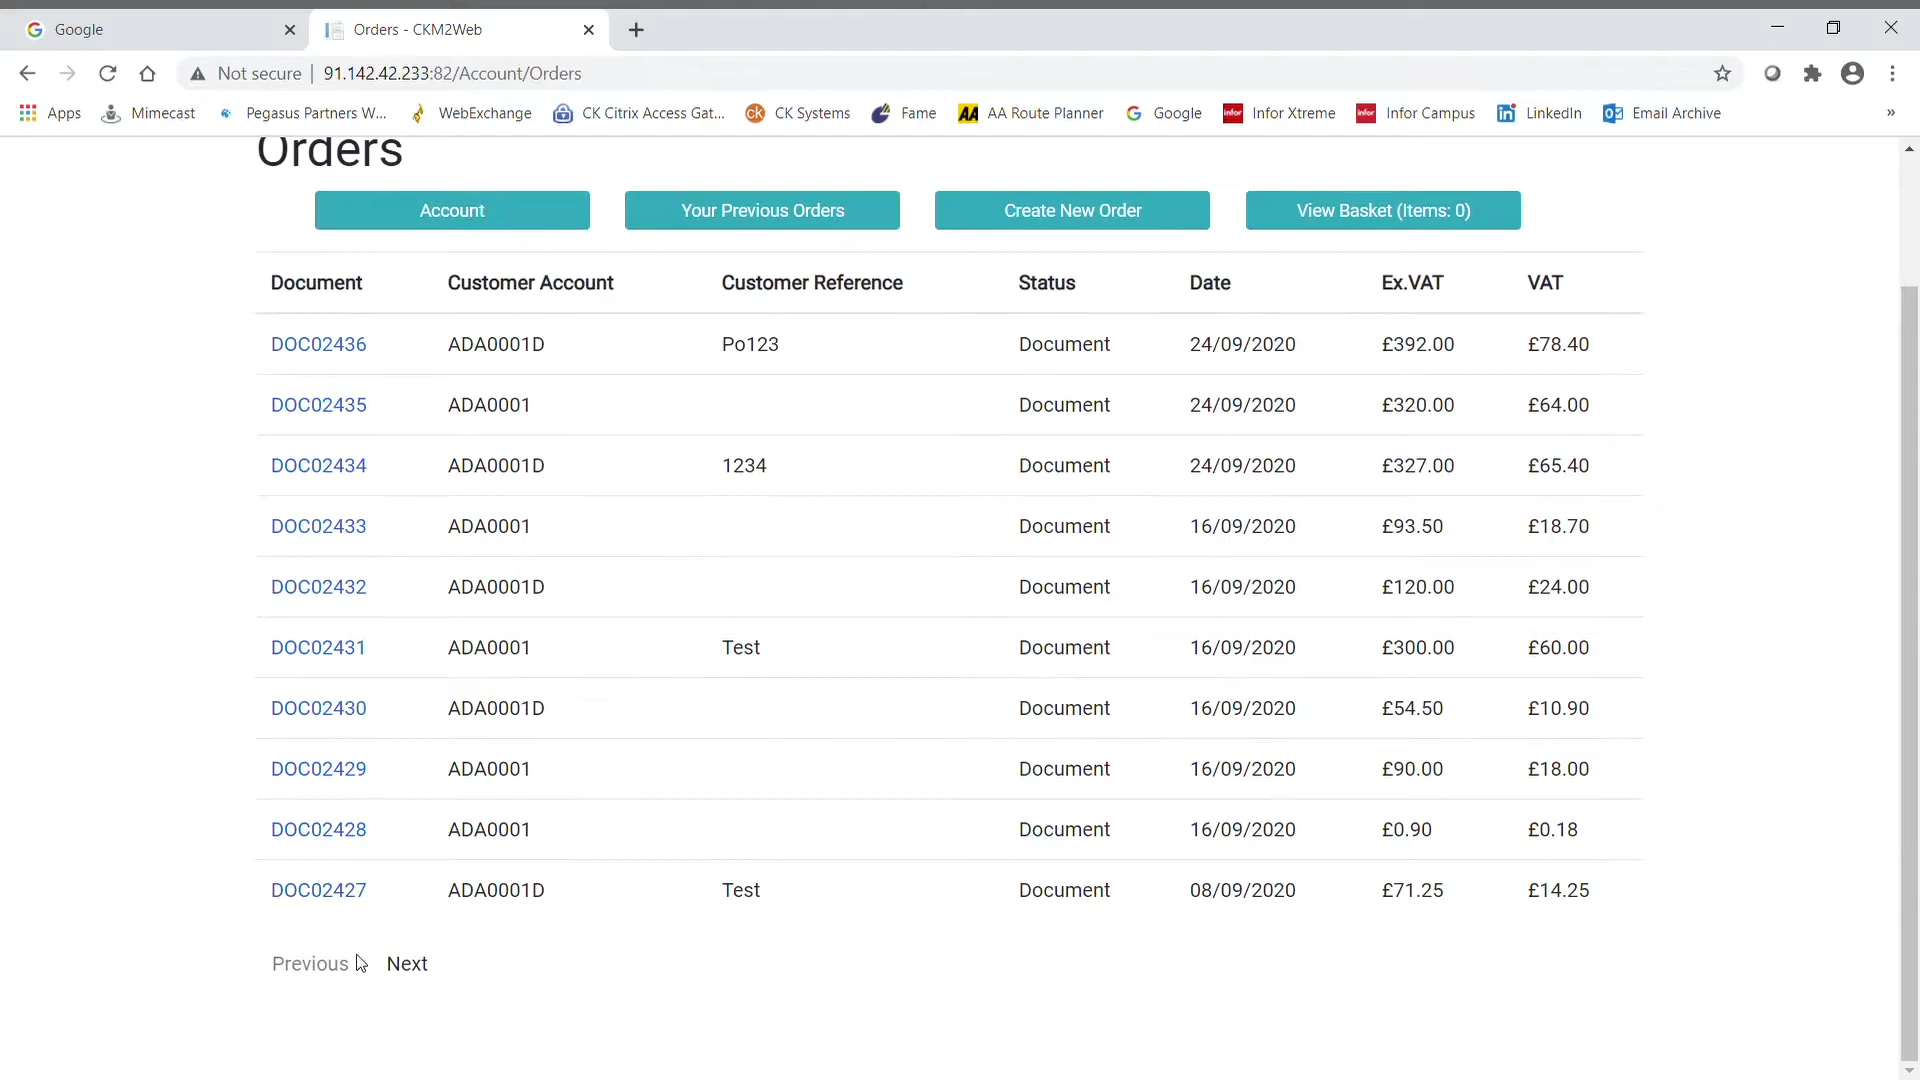 Google
Orders - CKM2Web
Not secure | 91.142.42.233:82/Account/Orders
Apps Mimecast Pegasus Partners W... WebExchange CK Citrix Access Gat... ck CK Systems Fame AA AA Route Planner Google infor Infor Xtreme infor Infor Campus in LinkedIn Email Archive »
Orders
Account Your Previous Orders Create New Order View Basket (Items: 0)
Document Customer Account Customer Reference Status Date Ex.VAT VAT
DOC02436 ADA0001D Po123 Document 24/09/2020 £392.00 £78.40
DOC02435 ADA0001 Document 24/09/2020 £320.00 £64.00
DOC02434 ADA0001D 1234 Document 24/09/2020 £327.00 £65.40
DOC02433 ADA0001 Document 16/09/2020 £93.50 £18.70
DOC02432 ADA0001D Document 16/09/2020 £120.00 £24.00
DOC02431 ADA0001 Test Document 16/09/2020 £300.00 £60.00
DOC02430 ADA0001D Document 16/09/2020 £54.50 £10.90
DOC02429 ADA0001 Document 16/09/2020 £90.00 £18.00
DOC02428 ADA0001 Document 16/09/2020 £0.90 £0.18
DOC02427 ADA0001D Test Document 08/09/2020 £71.25 £14.25
Previous Next